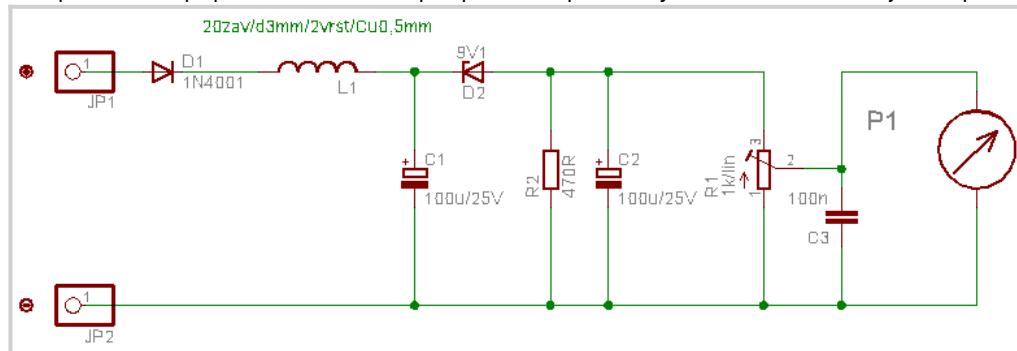 20zav/d3mm/2vrst/Cu0,5mm
1
JP1
D1
1N4001
L1
9V1
D2
+
C1
100u/25V
R2
470R
+
C2
100u/25V
R1
1k/lin
3
2
1
100n
C3
P1
1
JP2